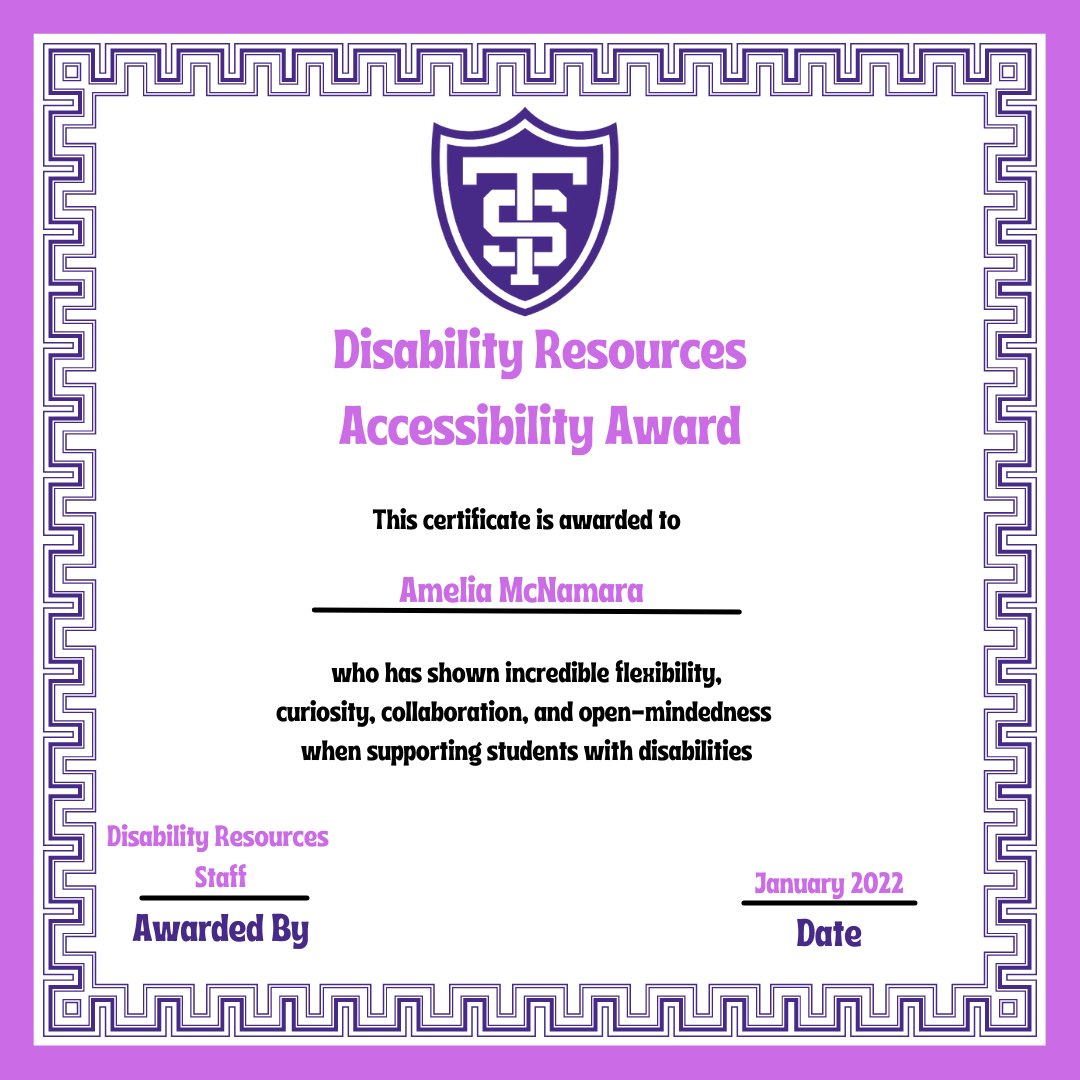 ST
Disability Resources
Accessibility Award
This certificate is awarded to
Amelia McNamara
who has shown incredible flexibility,
curiosity, collaboration, and open-mindedness
when supporting students with disabilities
Disability Resources
Staff
Awarded By
January 2022
Date